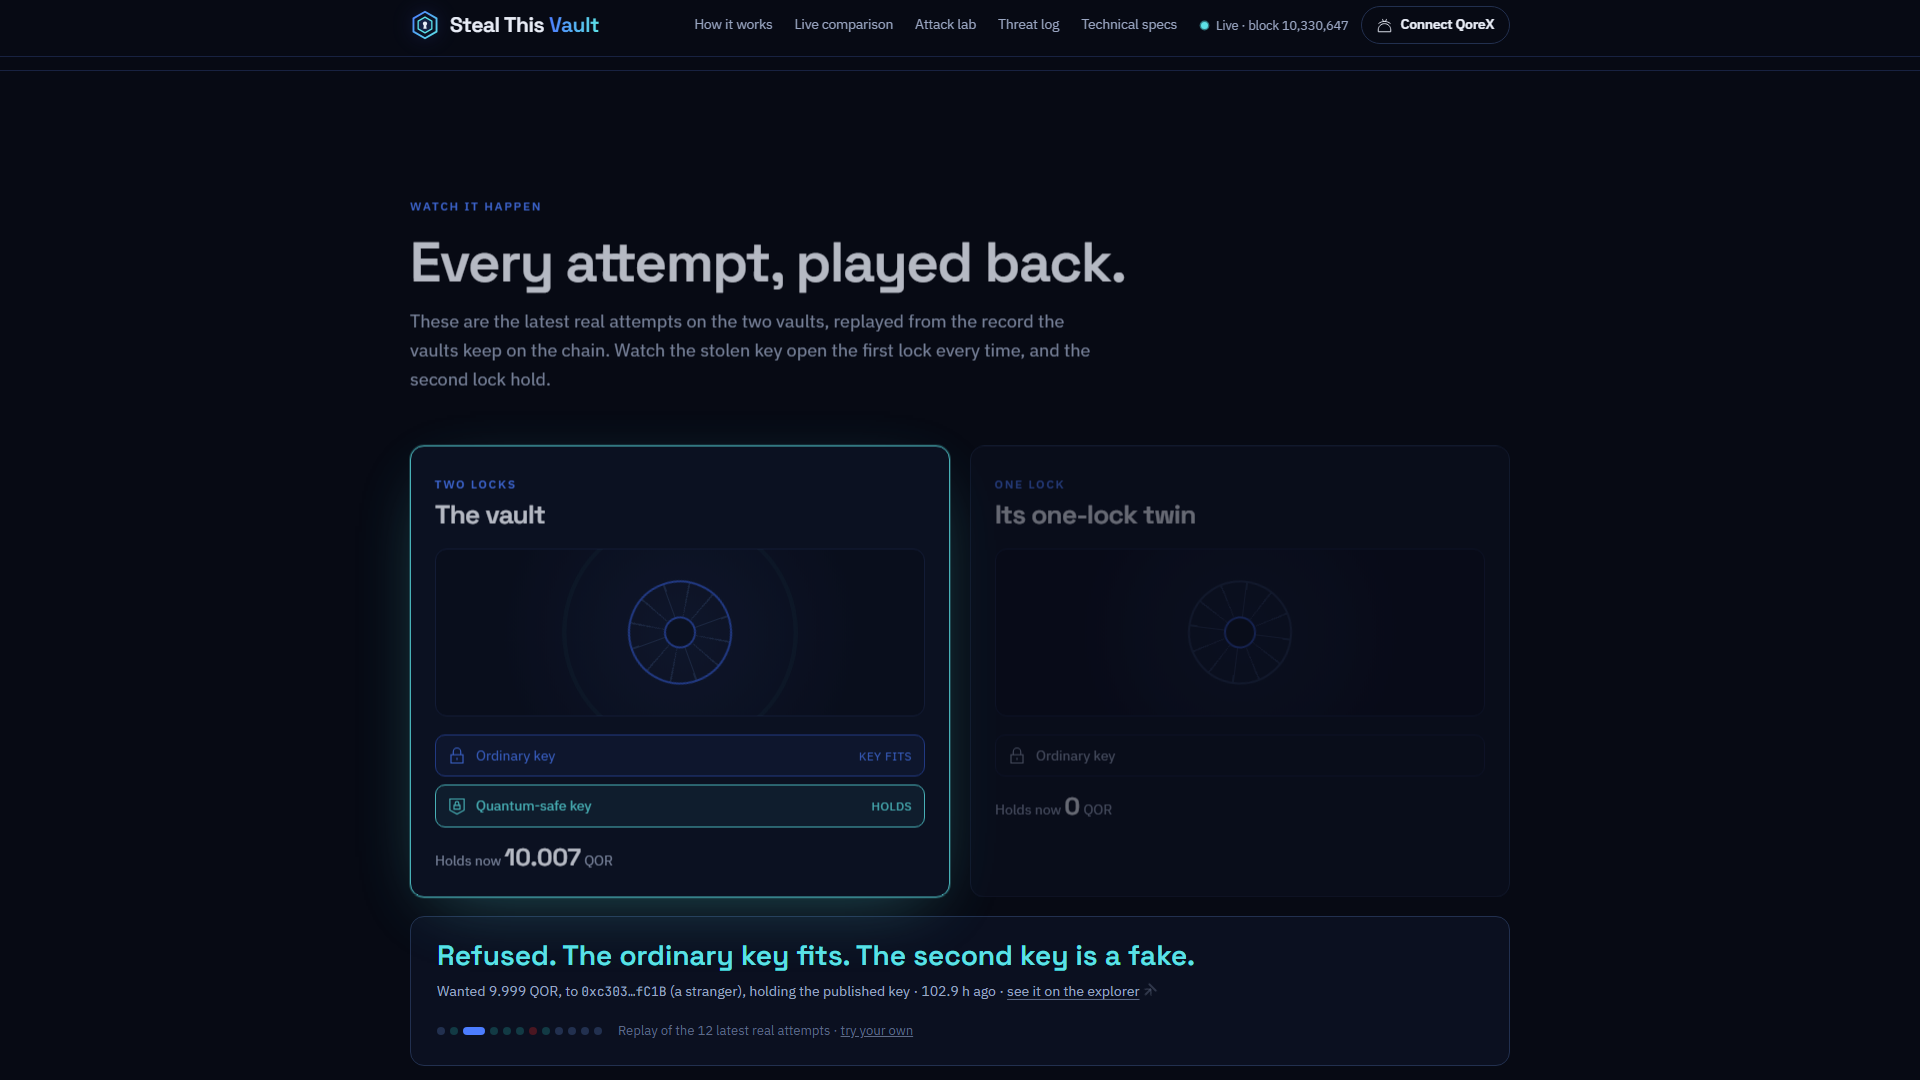 Steal This Vault
How it works
Live comparison
Attack lab
Threat log
Technical specs
Live · block 10,330,647
Connect QoreX
WATCH IT HAPPEN
Every attempt, played back.
These are the latest real attempts on the two vaults, replayed from the record the
vaults keep on the chain. Watch the stolen key open the first lock every time, and the
second lock hold.
TWO LOCKS
The vault
Ordinary key KEY FITS
Quantum-safe key HOLDS
Holds now 10.007 QOR
ONE LOCK
Its one-lock twin
Ordinary key
Holds now 0 QOR
Refused. The ordinary key fits. The second key is a fake.
Wanted 9.999 QOR, to 0xc303…fC1B (a stranger), holding the published key · 102.9 h ago · see it on the explorer
Replay of the 12 latest real attempts · try your own